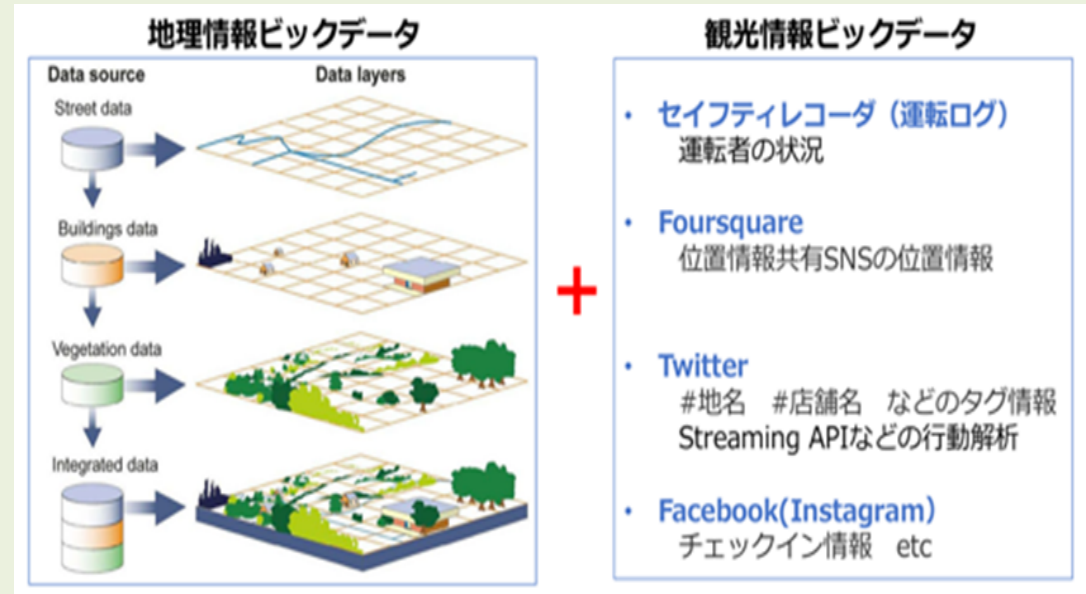 地理情報ビックデータ
Data source
Data layers
Street data
Buildings data
Vegetation data
Integrated data
+
観光情報ビックデータ
・ セイフティレコーダ（運転ログ）
運転者の状況
・ Foursquare
位置情報共有SNSの位置情報
・ Twitter
#地名　#店舗名　などのタグ情報
Streaming APIなどの行動解析
・ Facebook(Instagram）
チェックイン情報　etc